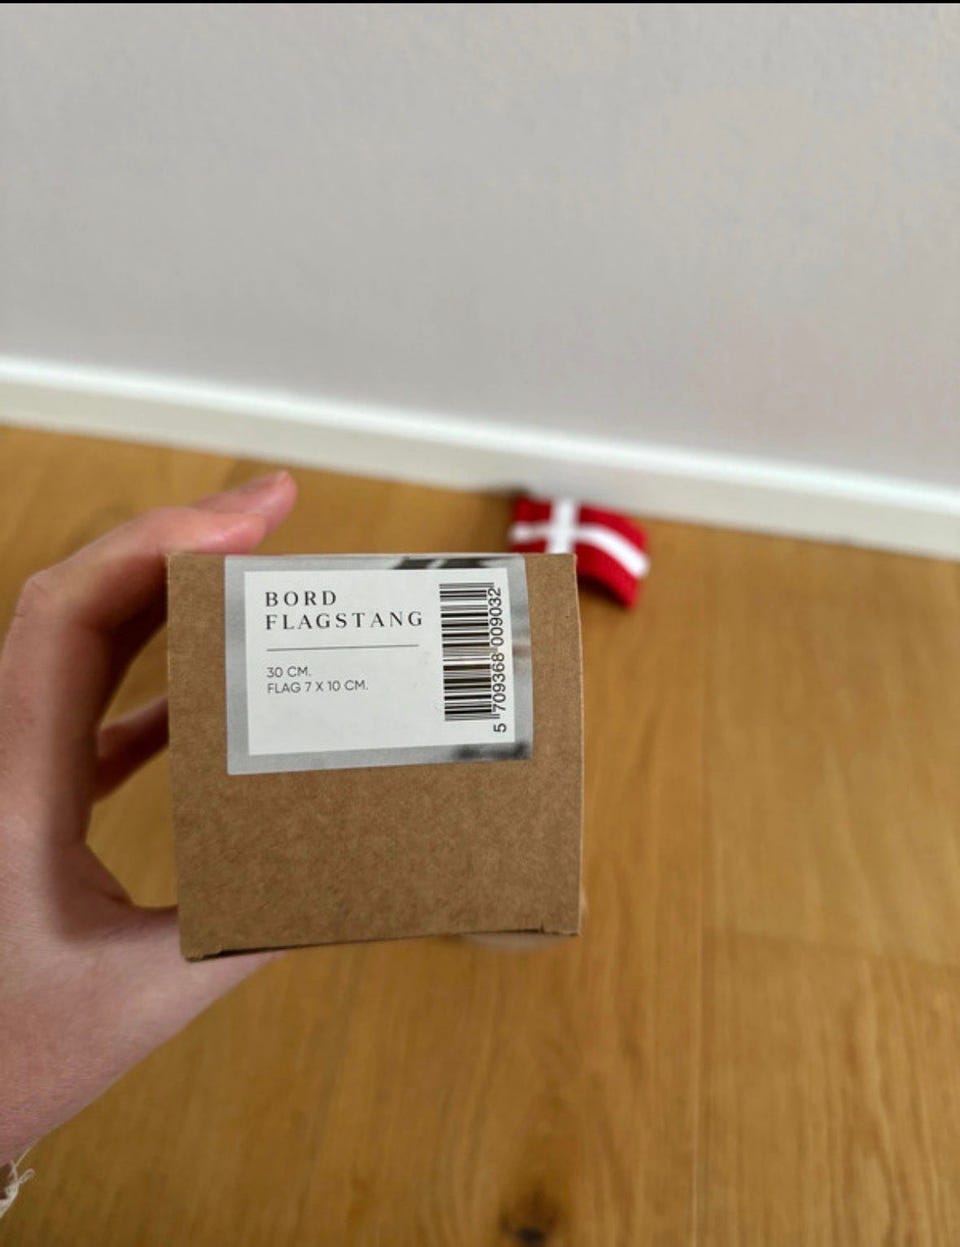 BORD
FLAGSTANG
30 CM.
FLAG 7 X 10 CM.
5 709368 009032